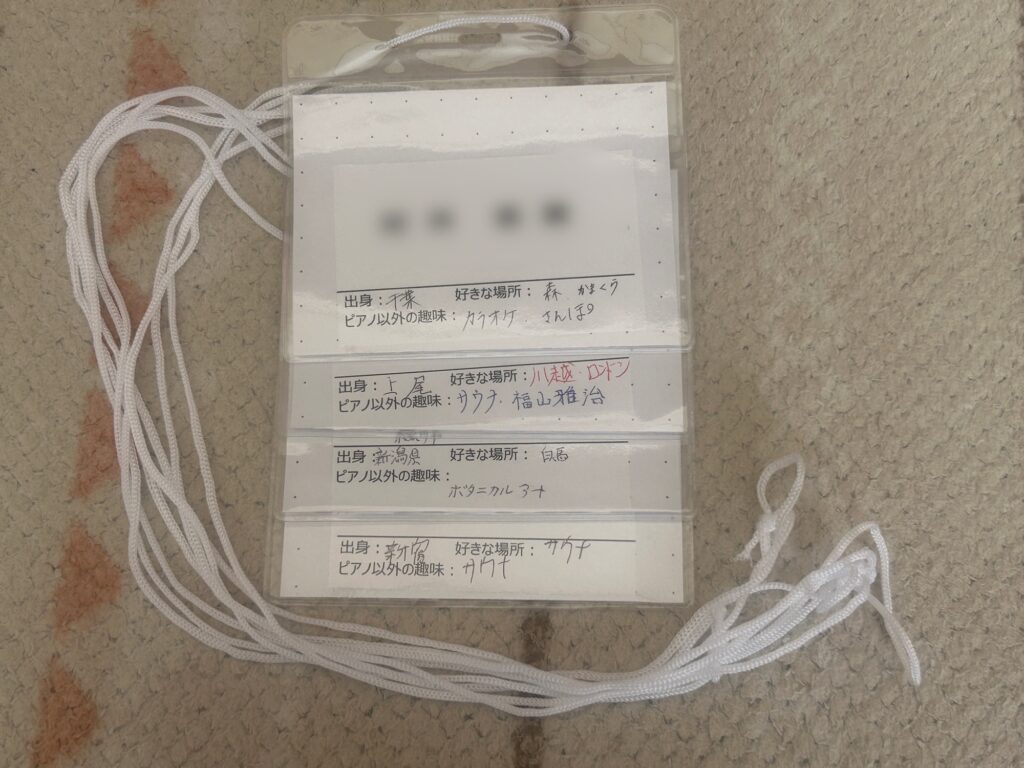 出身：千葉　好きな場所：森 かまくら
ピアノ以外の趣味：カラオケ さんぽ
出身：上尾　好きな場所：川越・ロンドン
ピアノ以外の趣味：サウナ・福山雅治
出身 新潟県　好きな場所： 白馬
ピアノ以外の趣味：
ボタニカルアート
出身：新宿　好きな場所：サウナ
ピアノ以外の趣味：サウナ